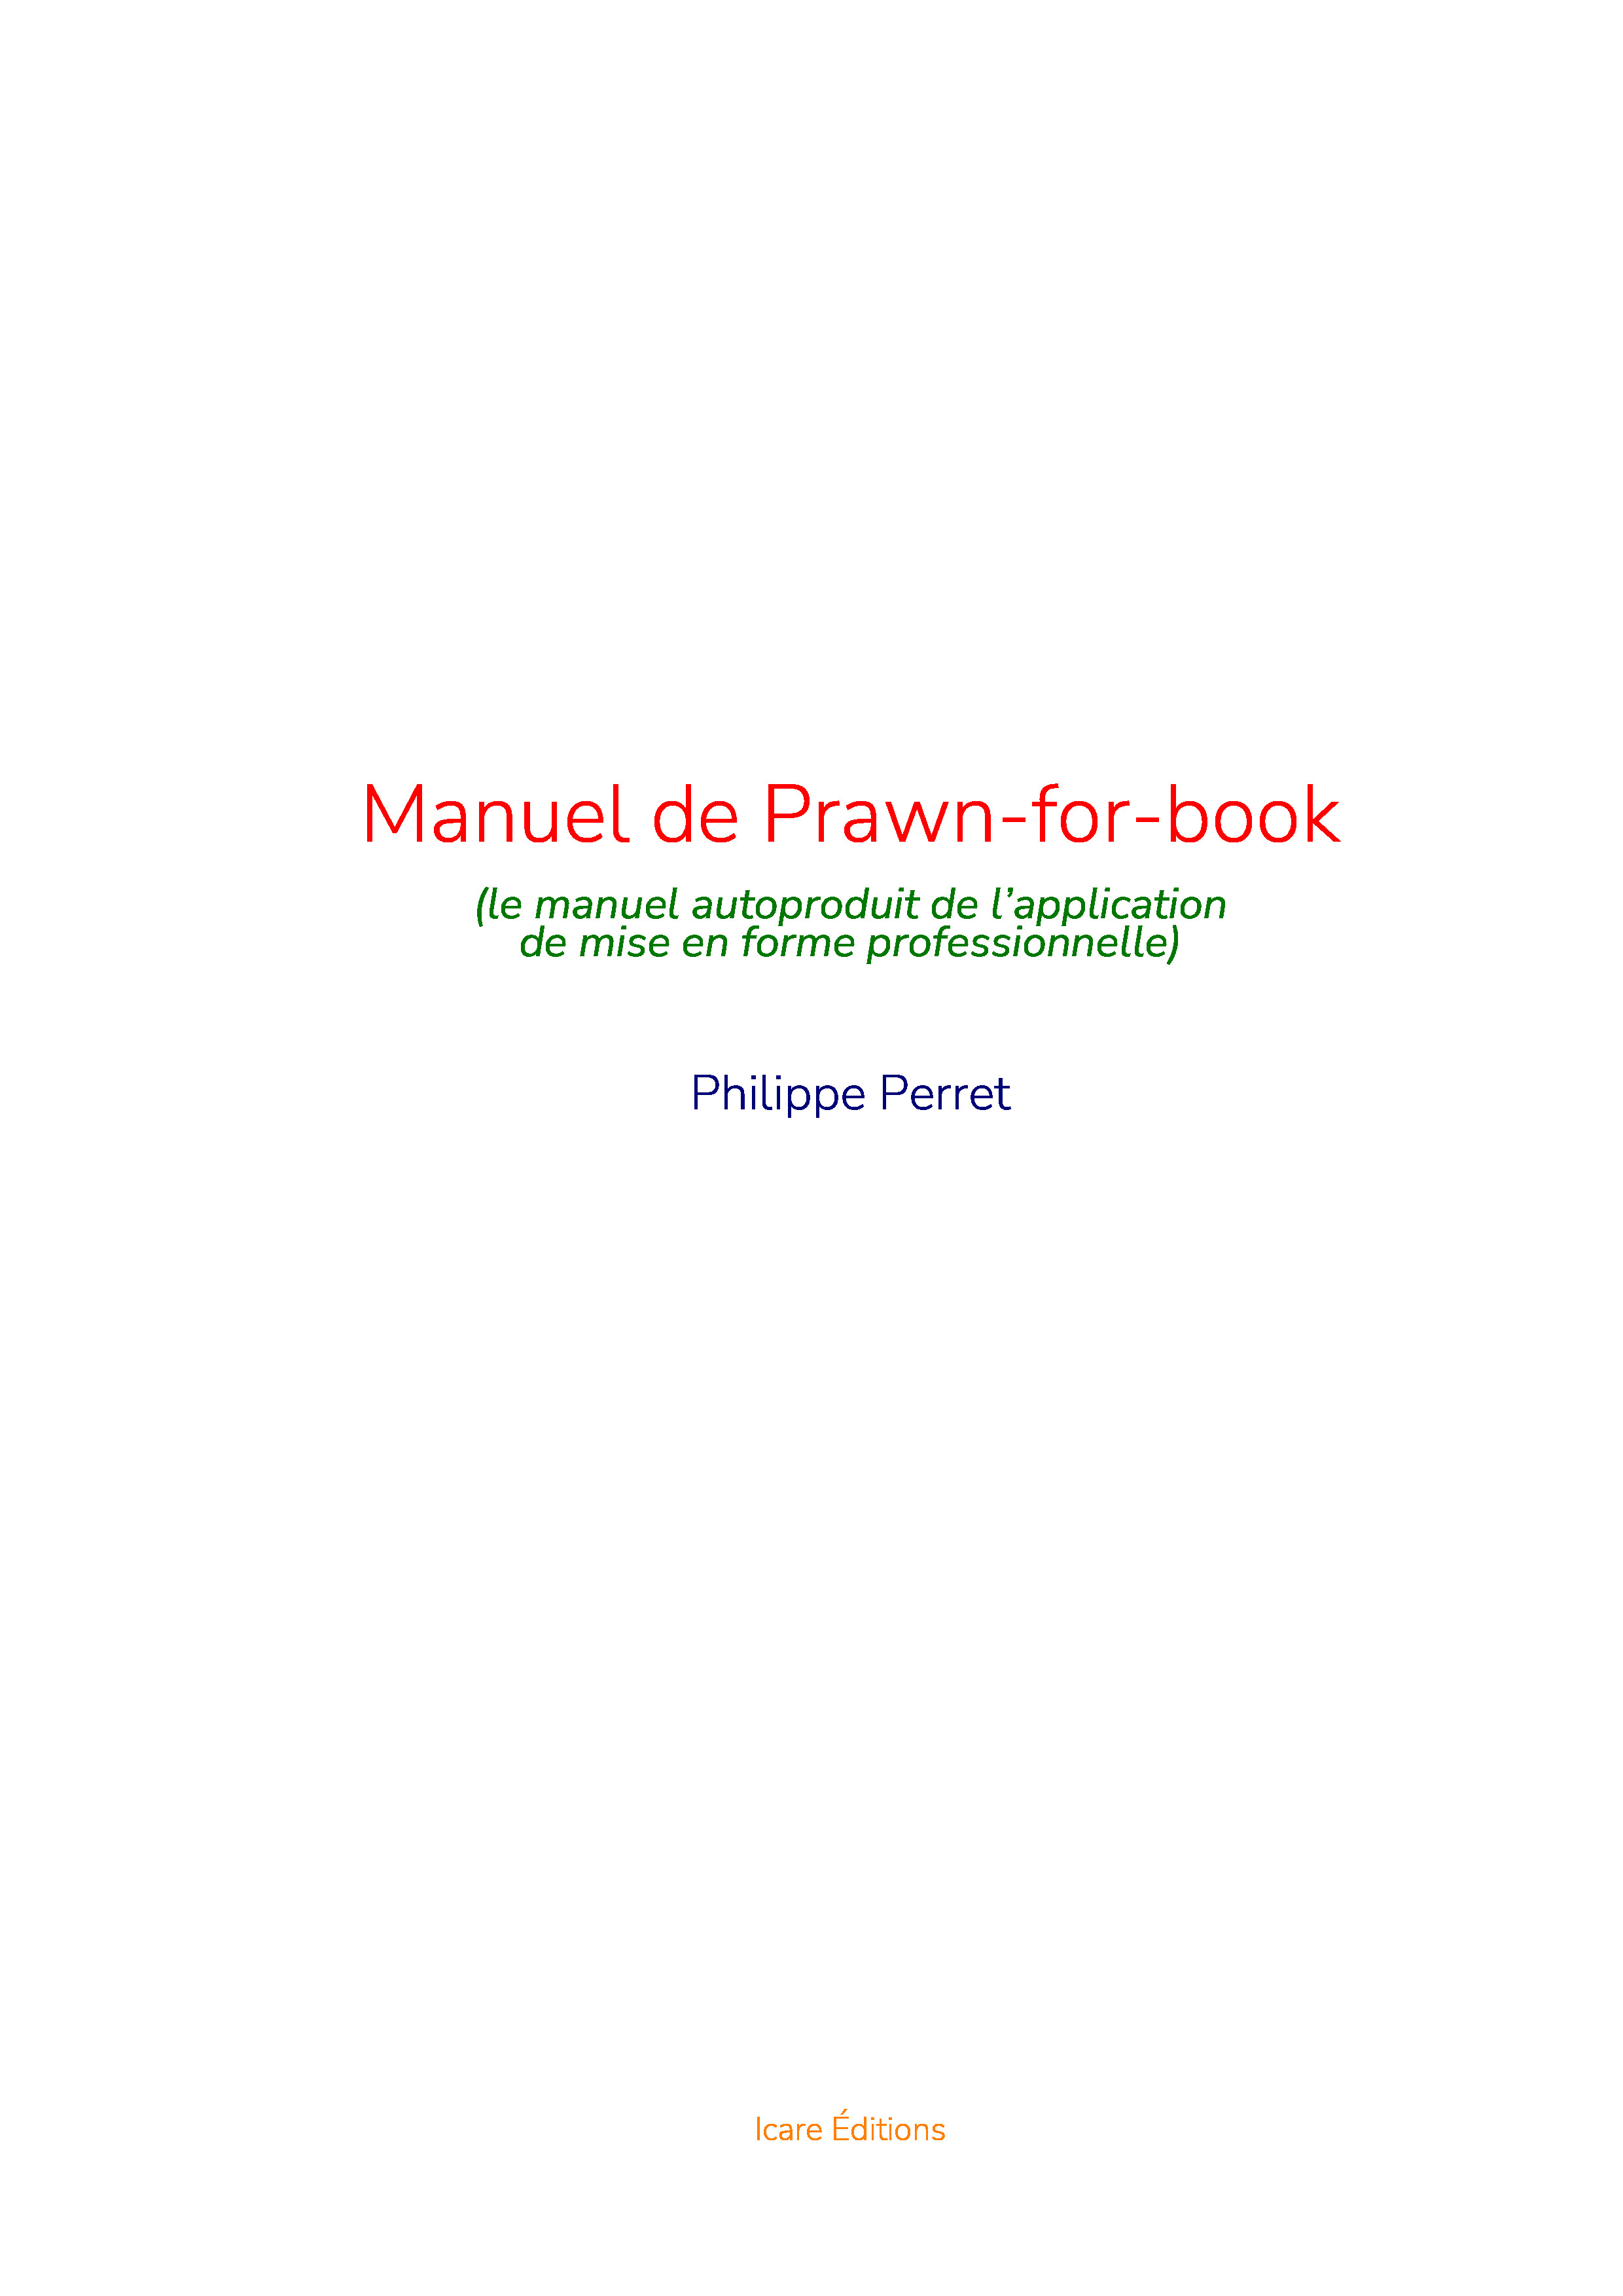 Manuel de Prawn-for-book
(le manuel autoproduit de l’application
de mise en forme professionnelle)
Philippe Perret
Icare Éditions